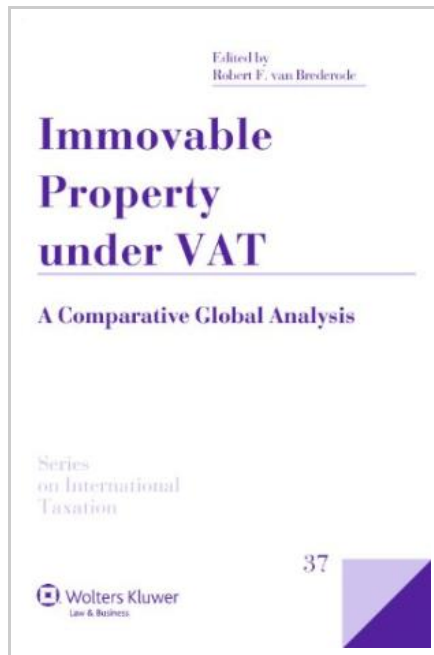 Edited by
Robert F. van Brederode
Immovable
Property
under VAT
A Comparative Global Analysis
Series
on International
Taxation
37
Wolters Kluwer
Law & Business